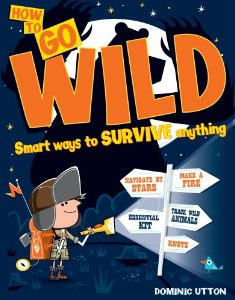 HOW
TO
GO
WILD
Smart ways to SURVIVE anything
NAVIGATE BY
STARS
MAKE A
FIRE
ESSENTIAL
KIT
TRACK WILD
ANIMALS
KNOTS
DOMINIC UTTON